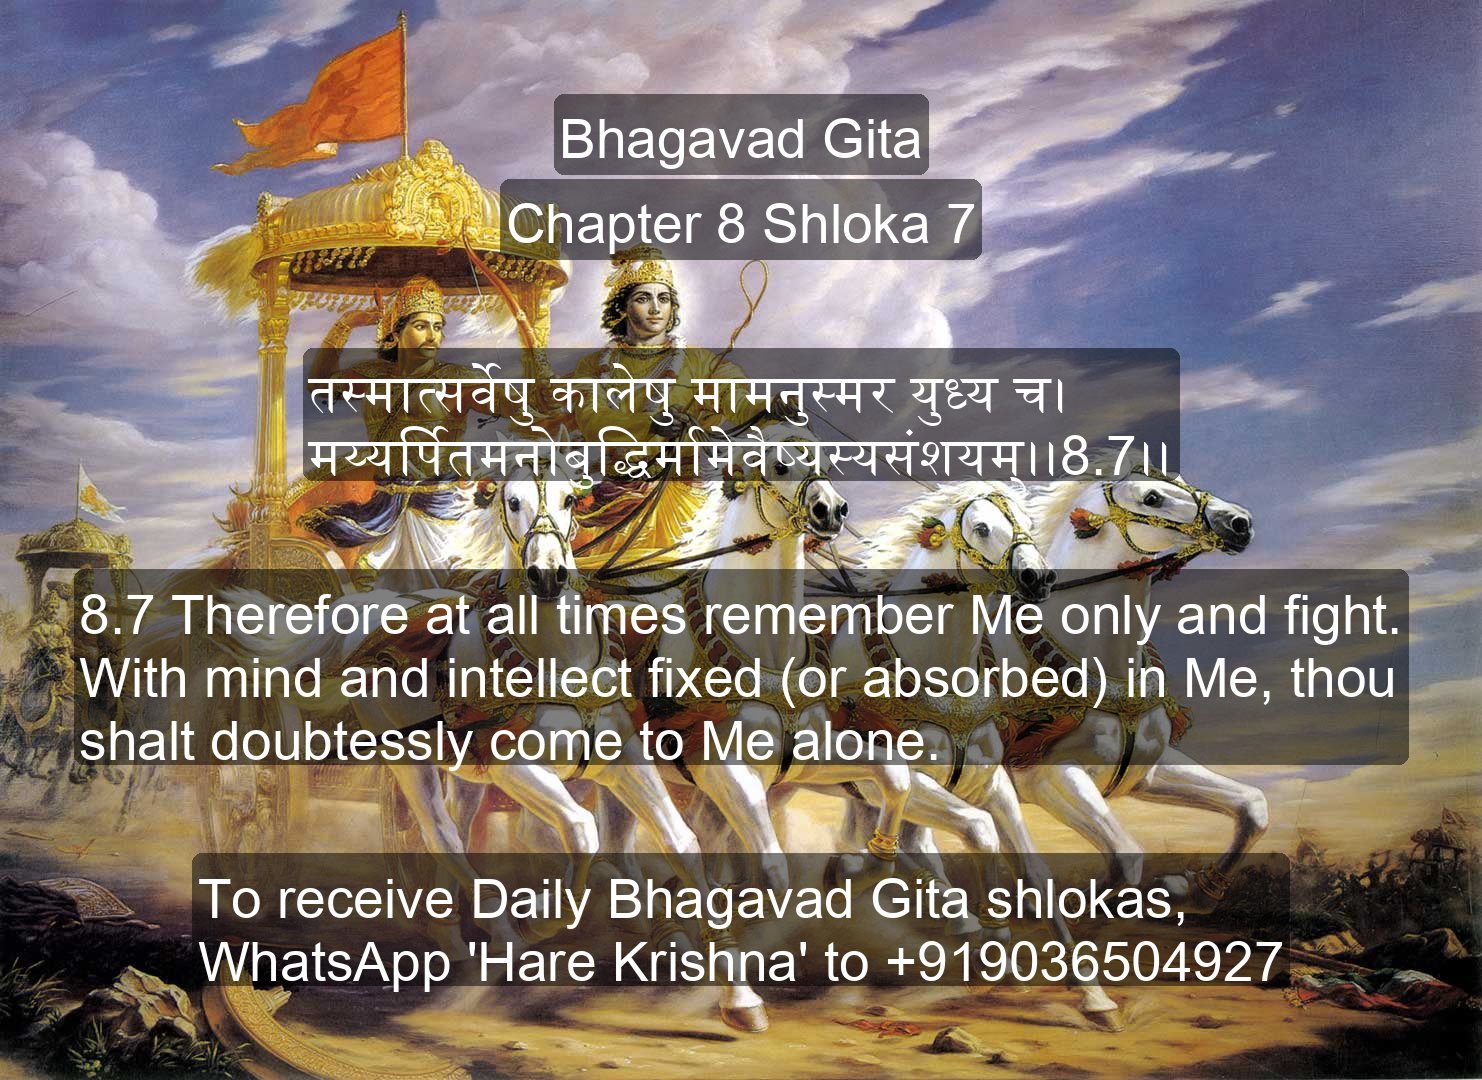 Bhagavad Gita
Chapter 8 Shloka 7
तस्मात्सर्वेषु कालेषु मामनुस्मर युध्य च।
मय्यर्पितमनोबुद्धिर्मामेवैष्यस्यसंशयम्।।8.7।।
8.7 Therefore at all times remember Me only and fight.
With mind and intellect fixed (or absorbed) in Me, thou
shalt doubtessly come to Me alone.
To receive Daily Bhagavad Gita shlokas,
WhatsApp 'Hare Krishna' to +919036504927